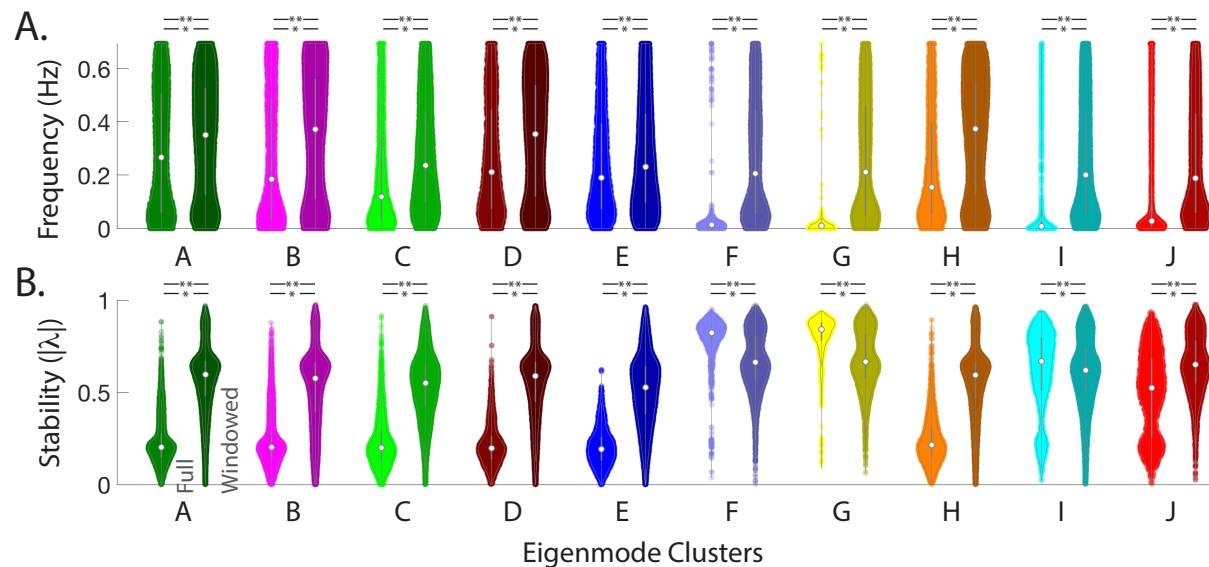 A.
** ** ** ** ** ** ** ** ** **
* * * * * * * * * *
Frequency (Hz)
0.6
0.4
0.2
0
A B C D E F G H I J
B.
** ** ** ** ** ** ** ** ** **
* * * * * * * * * *
Stability (|λ|)
1
0.5
0
Full
Windowed
A B C D E F G H I J
Eigenmode Clusters